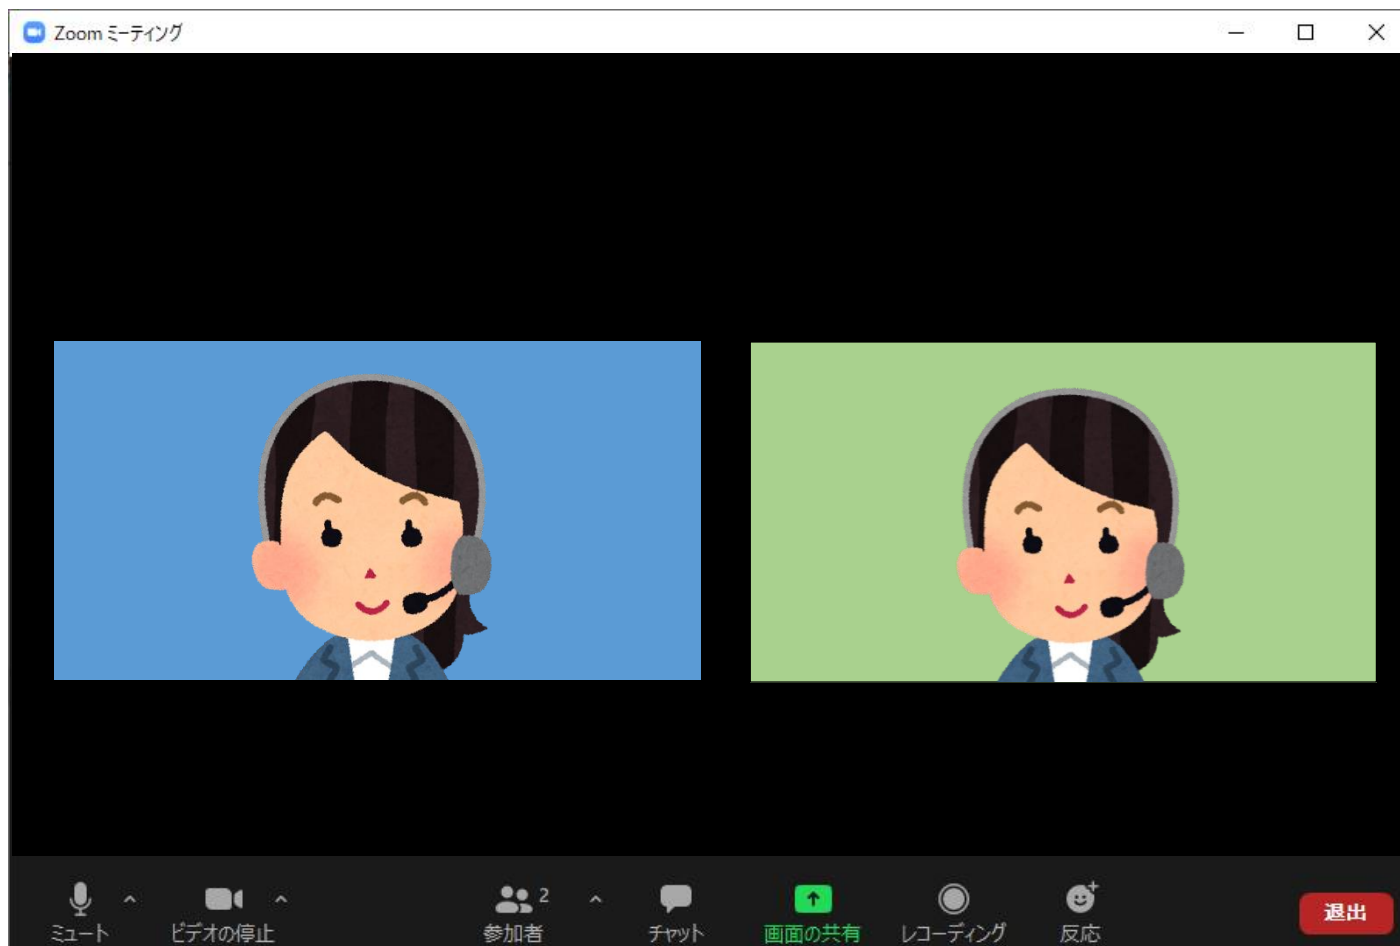 Zoom ミーティング
2
ミュート
ビデオの停止
参加者
チャット
画面の共有
レコーディング
反応
退出